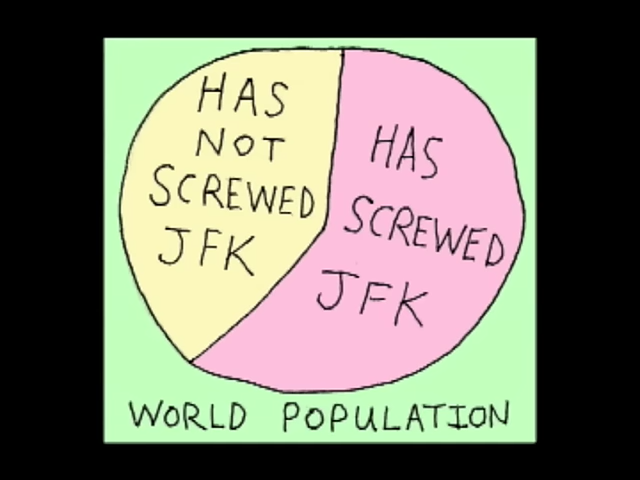 HAS
NOT
SCREWED
JFK
HAS
SCREWED
JFK
WORLD POPULATION